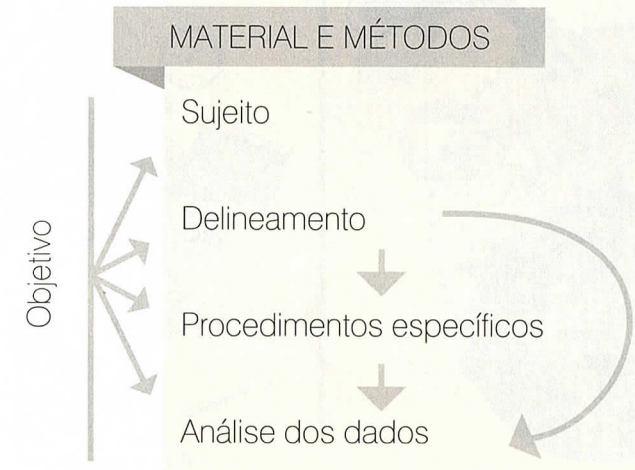 MATERIAL E MÉTODOS
Sujeito
Delineamento
Objetivo
Procedimentos específicos
Análise dos dados